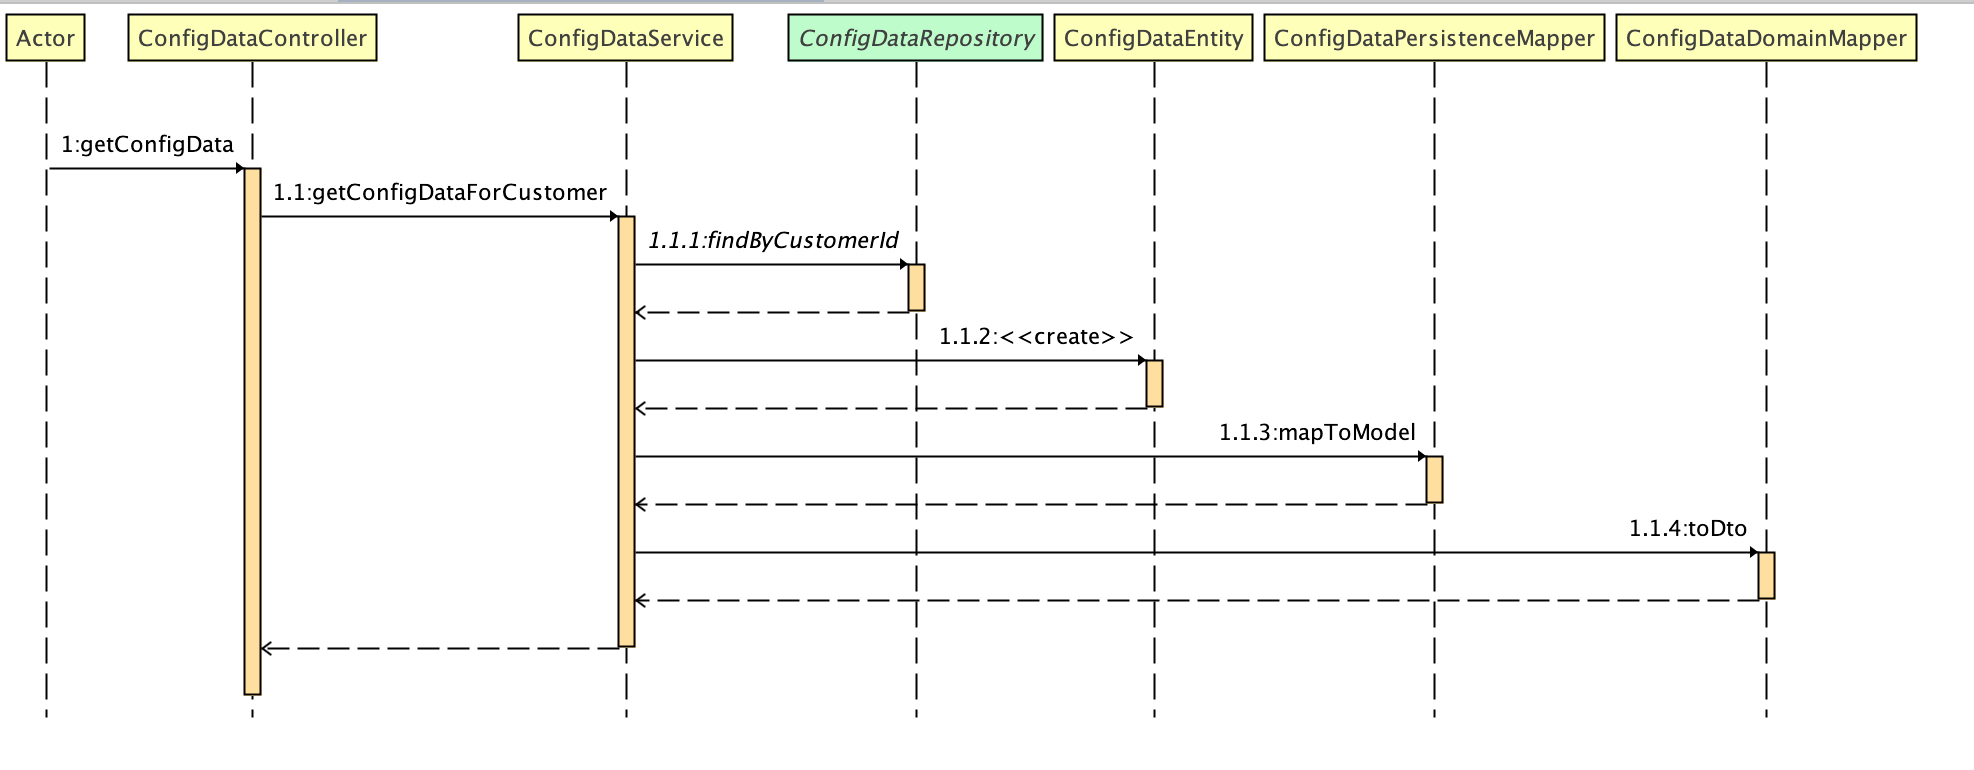 Actor
ConfigDataController
ConfigDataService
ConfigDataRepository
ConfigDataEntity
ConfigDataPersistenceMapper
ConfigDataDomainMapper
1:getConfigData
1.1:getConfigDataForCustomer
1.1.1:findByCustomerId
1.1.2:<<create>>
1.1.3:mapToModel
1.1.4:toDto